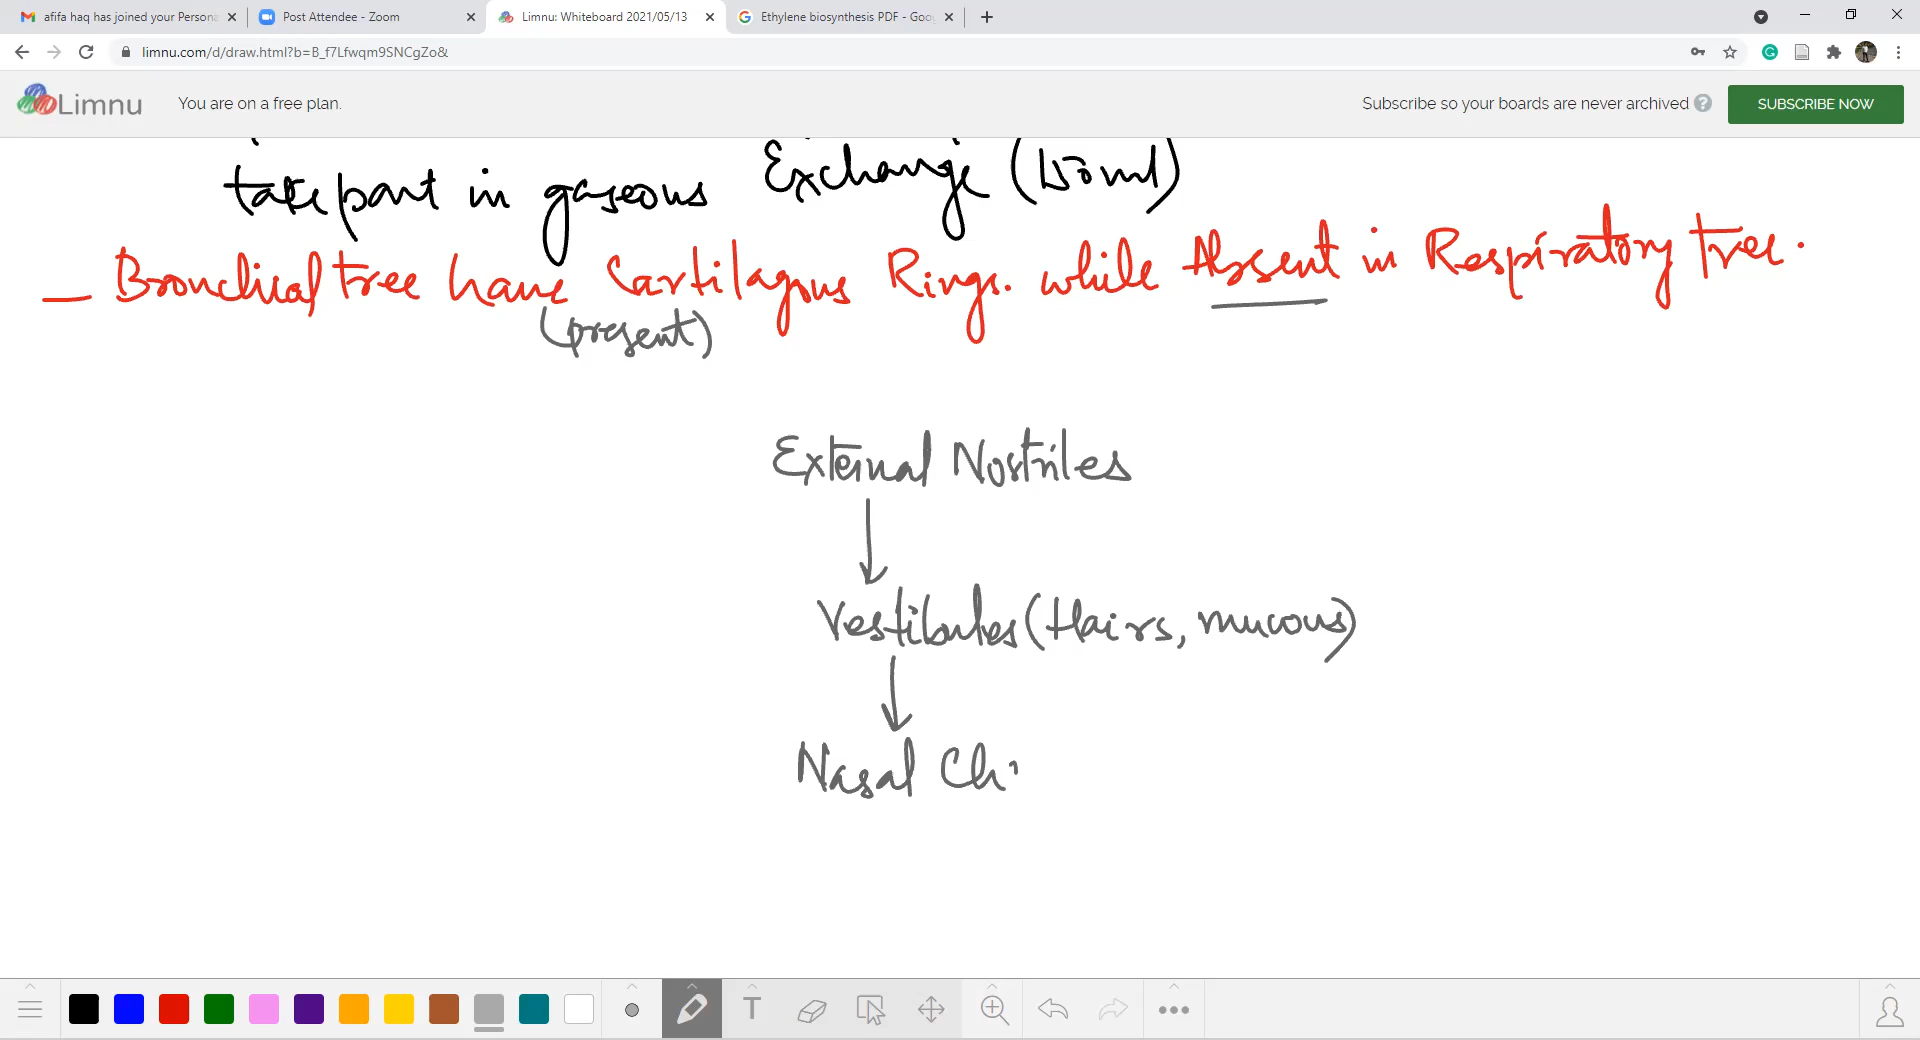 afifa haq has joined your Persona
Post Attendee - Zoom
Limnu: Whiteboard 2021/05/13
Ethylene biosynthesis PDF - Goo
limnu.com/d/draw.html?b=B_f7Lfwqm9SNCgZo&
Limnu
You are on a free plan.
Subscribe so your boards are never archived ?
SUBSCRIBE NOW
take part in gaseous Exchange (150ml)
— Bronchical tree have Cartilagous Rings. while Absent in Respiratory tree.
(present)
External Nostriles
Vestibules (Hairs, mucous)
Nasal Ch
T